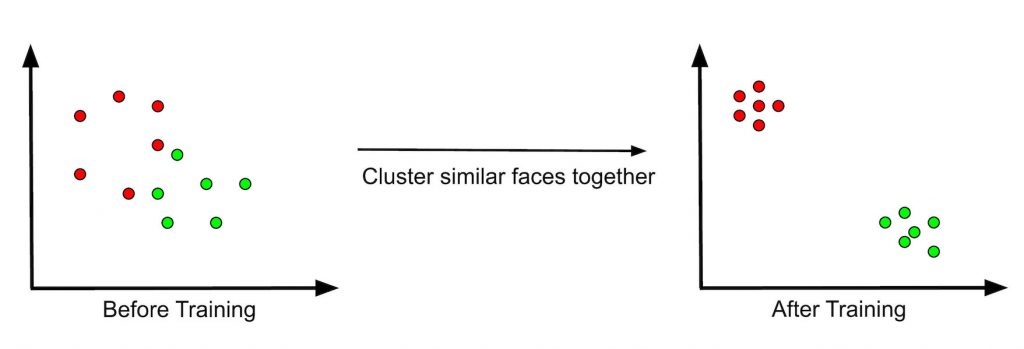 Cluster similar faces together
Before Training
After Training